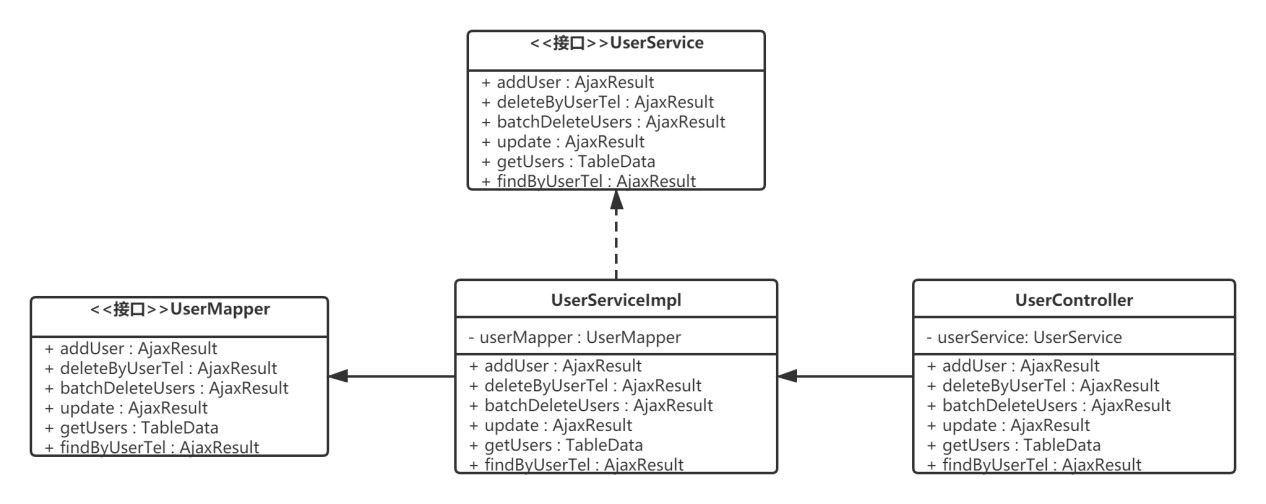 <<接口>>UserService
+ addUser : AjaxResult
+ deleteByUserTel : AjaxResult
+ batchDeleteUsers : AjaxResult
+ update : AjaxResult
+ getUsers : TableData
+ findByUserTel : AjaxResult
<<接口>>UserMapper
+ addUser : AjaxResult
+ deleteByUserTel : AjaxResult
+ batchDeleteUsers : AjaxResult
+ update : AjaxResult
+ getUsers : TableData
+ findByUserTel : AjaxResult
UserServiceImpl
- userMapper : UserMapper
+ addUser : AjaxResult
+ deleteByUserTel : AjaxResult
+ batchDeleteUsers : AjaxResult
+ update : AjaxResult
+ getUsers : TableData
+ findByUserTel : AjaxResult
UserController
- userService: UserService
+ addUser : AjaxResult
+ deleteByUserTel : AjaxResult
+ batchDeleteUsers : AjaxResult
+ update : AjaxResult
+ getUsers : TableData
+ findByUserTel : AjaxResult